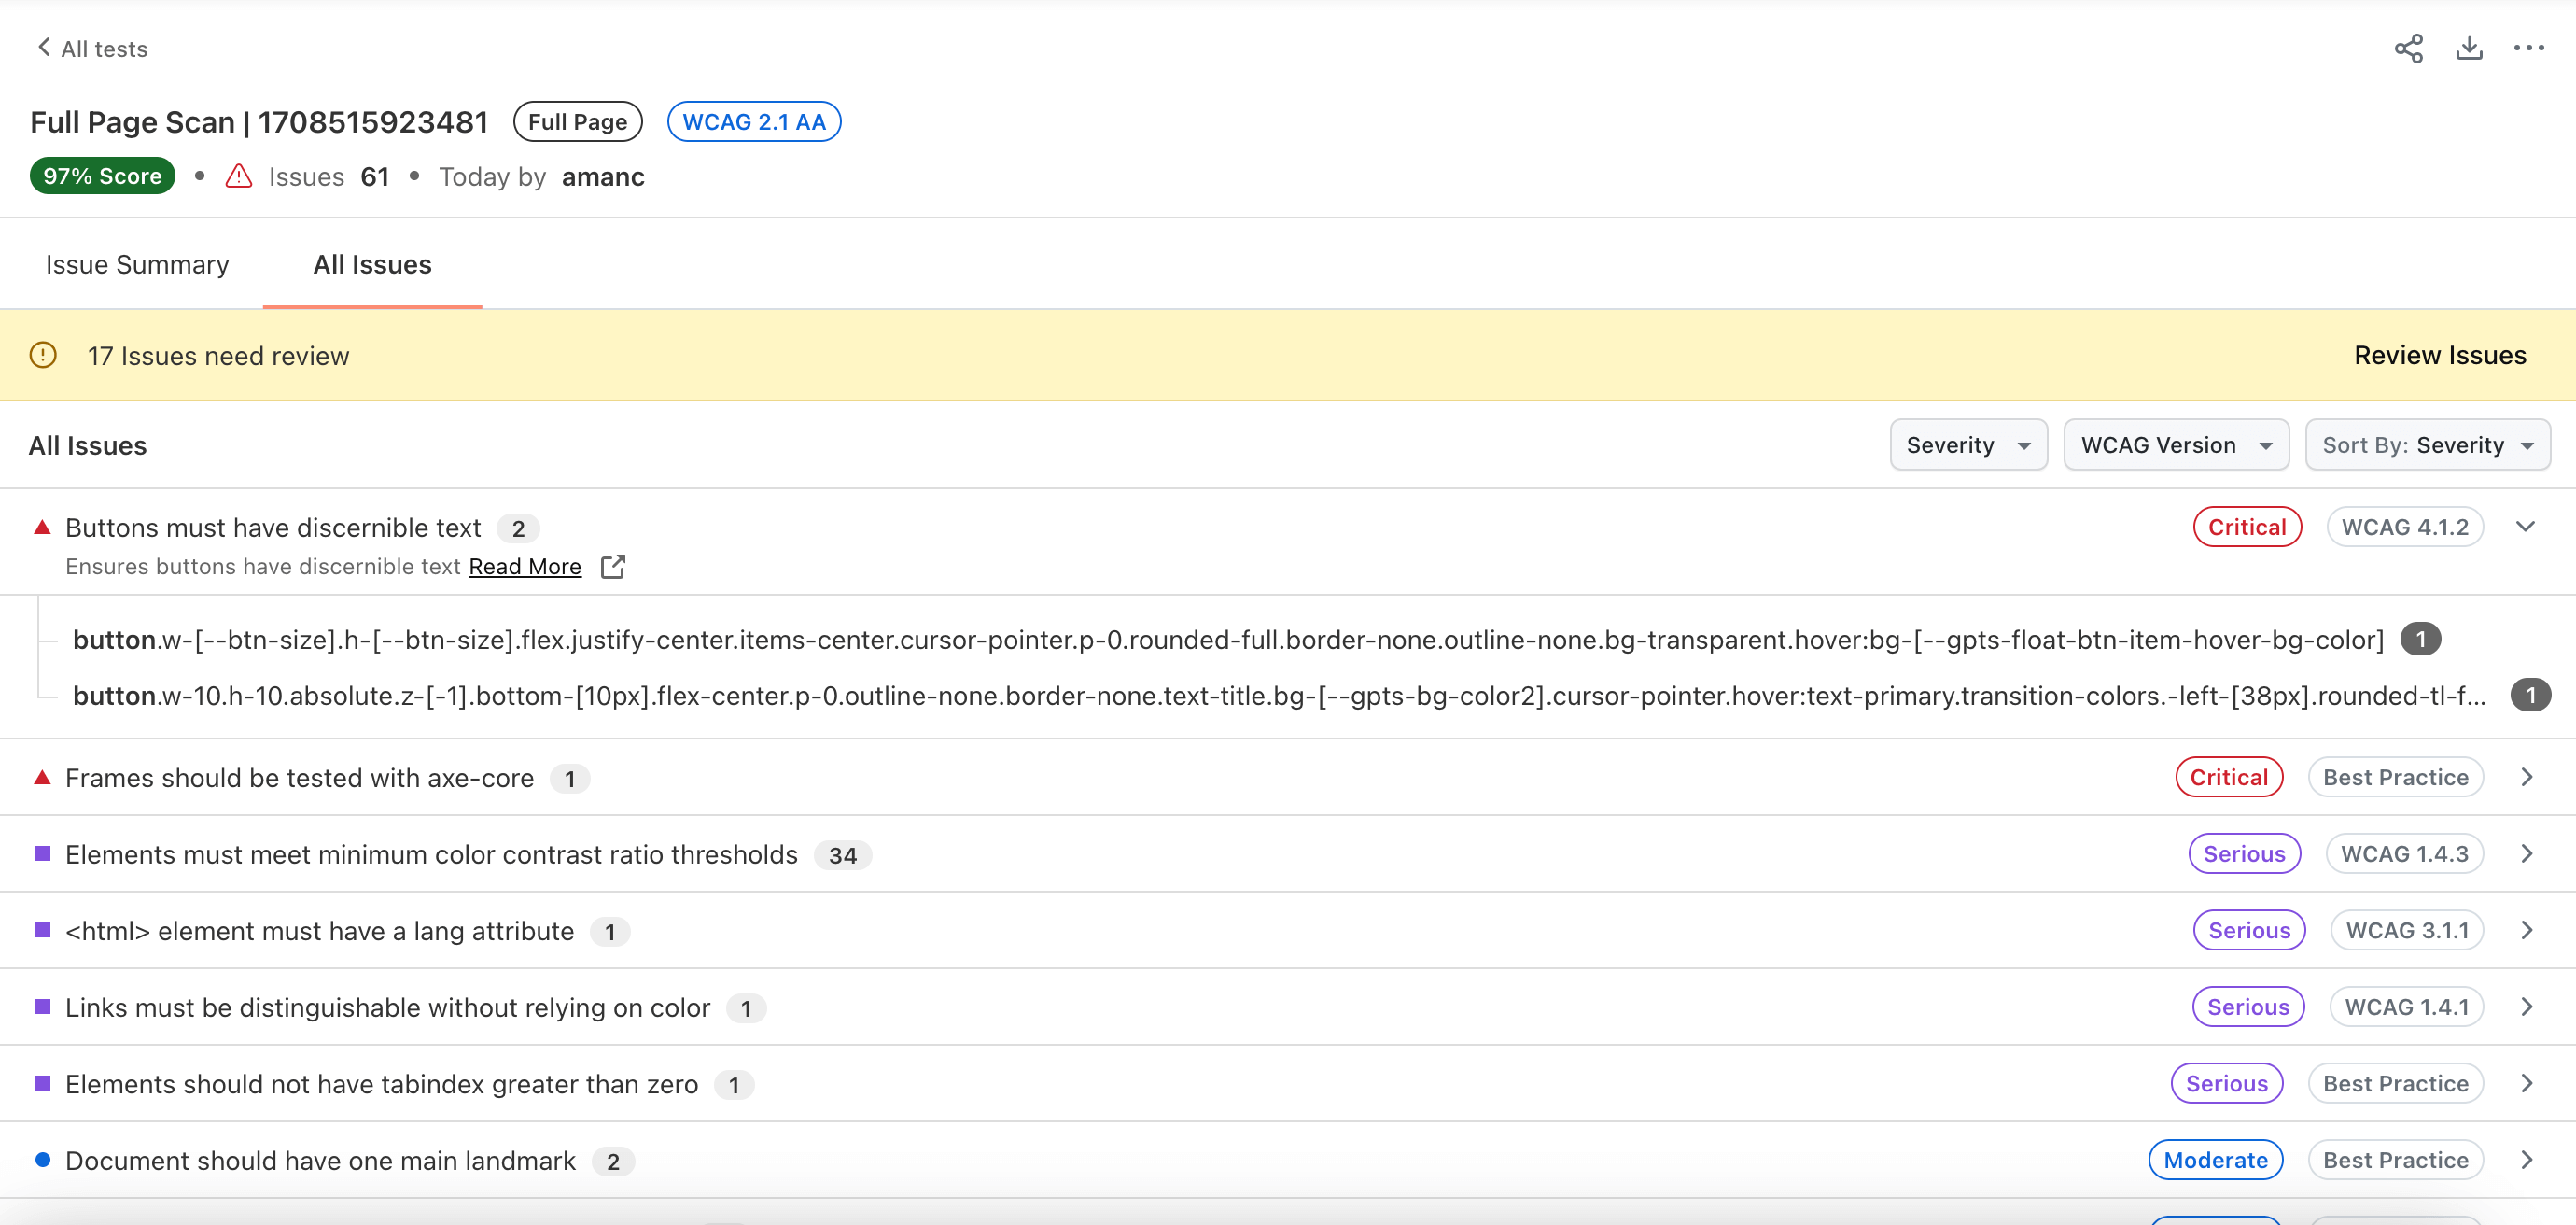 All tests
Full Page Scan | 1708515923481 Full Page WCAG 2.1 AA
97% Score • Issues 61 • Today by amanc
Issue Summary All Issues
17 Issues need review Review Issues
All Issues Severity WCAG Version Sort By: Severity
Buttons must have discernible text 2 Critical WCAG 4.1.2
Ensures buttons have discernible text Read More
button.w-[--btn-size].h-[--btn-size].flex.justify-center.items-center.cursor-pointer.p-0.rounded-full.border-none.outline-none.bg-transparent.hover:bg-[--gpts-float-btn-item-hover-bg-color] 1
button.w-10.h-10.absolute.z-[-1].bottom-[10px].flex-center.p-0.outline-none.border-none.text-title.bg-[--gpts-bg-color2].cursor-pointer.hover:text-primary.transition-colors.-left-[38px].rounded-tl-f... 1
Frames should be tested with axe-core 1 Critical Best Practice
Elements must meet minimum color contrast ratio thresholds 34 Serious WCAG 1.4.3
<html> element must have a lang attribute 1 Serious WCAG 3.1.1
Links must be distinguishable without relying on color 1 Serious WCAG 1.4.1
Elements should not have tabindex greater than zero 1 Serious Best Practice
Document should have one main landmark 2 Moderate Best Practice